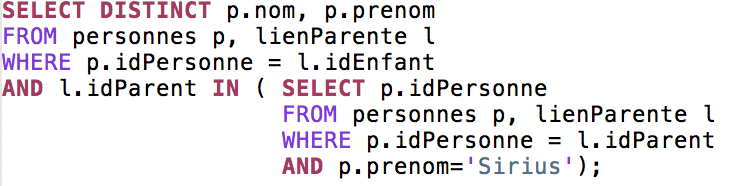 SELECT DISTINCT p.nom, p.prenom
FROM personnes p, lienParente l
WHERE p.idPersonne = l.idEnfant
AND l.idParent IN ( SELECT p.idPersonne
FROM personnes p, lienParente l
WHERE p.idPersonne = l.idParent
AND p.prenom='Sirius');